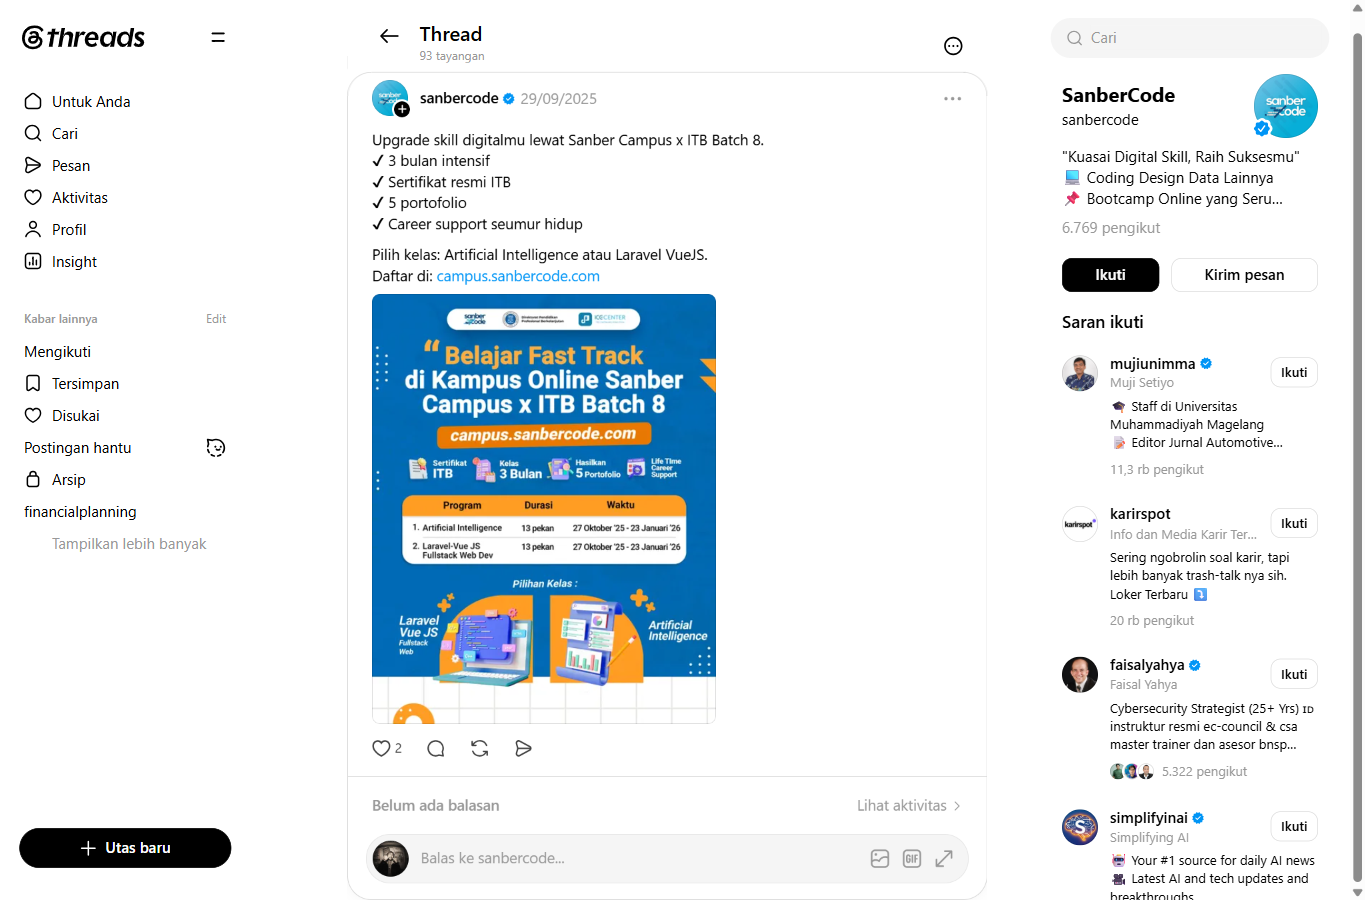 threads
Untuk Anda
Cari
Pesan
Aktivitas
Profil
Insight
Kabar lainnya
Edit
Mengikuti
Tersimpan
Disukai
Postingan hantu
Arsip
financialplanning
Tampilkan lebih banyak
Utas baru
Thread
93 tayangan
sanbercode 29/09/2025
Upgrade skill digitalmu lewat Sanber Campus x ITB Batch 8.
✓ 3 bulan intensif
✓ Sertifikat resmi ITB
✓ 5 portofolio
✓ Career support seumur hidup
Pilih kelas: Artificial Intelligence atau Laravel VueJS.
Daftar di: campus.sanbercode.com
sanber
code
"Belajar Fast Track
di Kampus Online Sanber
Campus x ITB Batch 8
campus.sanbercode.com
Sertifikat
ITB
Kelas
3 Bulan
Hasilkan
5 Portofolio
Life Time
Career
Support
Program Durasi Waktu
1. Artificial Intelligence 13 pekan 27 Oktober '25 - 23 Januari '26
2. Laravel-Vue JS
Fullstack Web Dev
13 pekan 27 Oktober '25 - 23 Januari '26
Pilihan Kelas :
Laravel
Vue JS
Fullstack
Web
Artificial
Intelligence
2
Belum ada balasan
Lihat aktivitas
Balas ke sanbercode...
GIF
Cari
SanberCode
sanbercode
sanber
code
"Kuasai Digital Skill, Raih Suksesmu"
Coding Design Data Lainnya
Bootcamp Online yang Seru...
6.769 pengikut
Ikuti
Kirim pesan
Saran ikuti
mujiunimma
Muji Setiyo
Ikuti
Staff di Universitas
Muhammadiyah Magelang
Editor Jurnal Automotive...
11,3 rb pengikut
karirspot
karirspot
Info dan Media Karir Ter...
Ikuti
Sering ngobrolin soal karir, tapi
lebih banyak trash-talk nya sih.
Loker Terbaru
20 rb pengikut
faisalyahya
Faisal Yahya
Ikuti
Cybersecurity Strategist (25+ Yrs) ɪᴅ
instruktur resmi ec-council & csa
master trainer dan asesor bnsp...
5.322 pengikut
simplifyinai
Simplifying AI
Ikuti
Your #1 source for daily AI news
Latest AI and tech updates and
breakthroughs